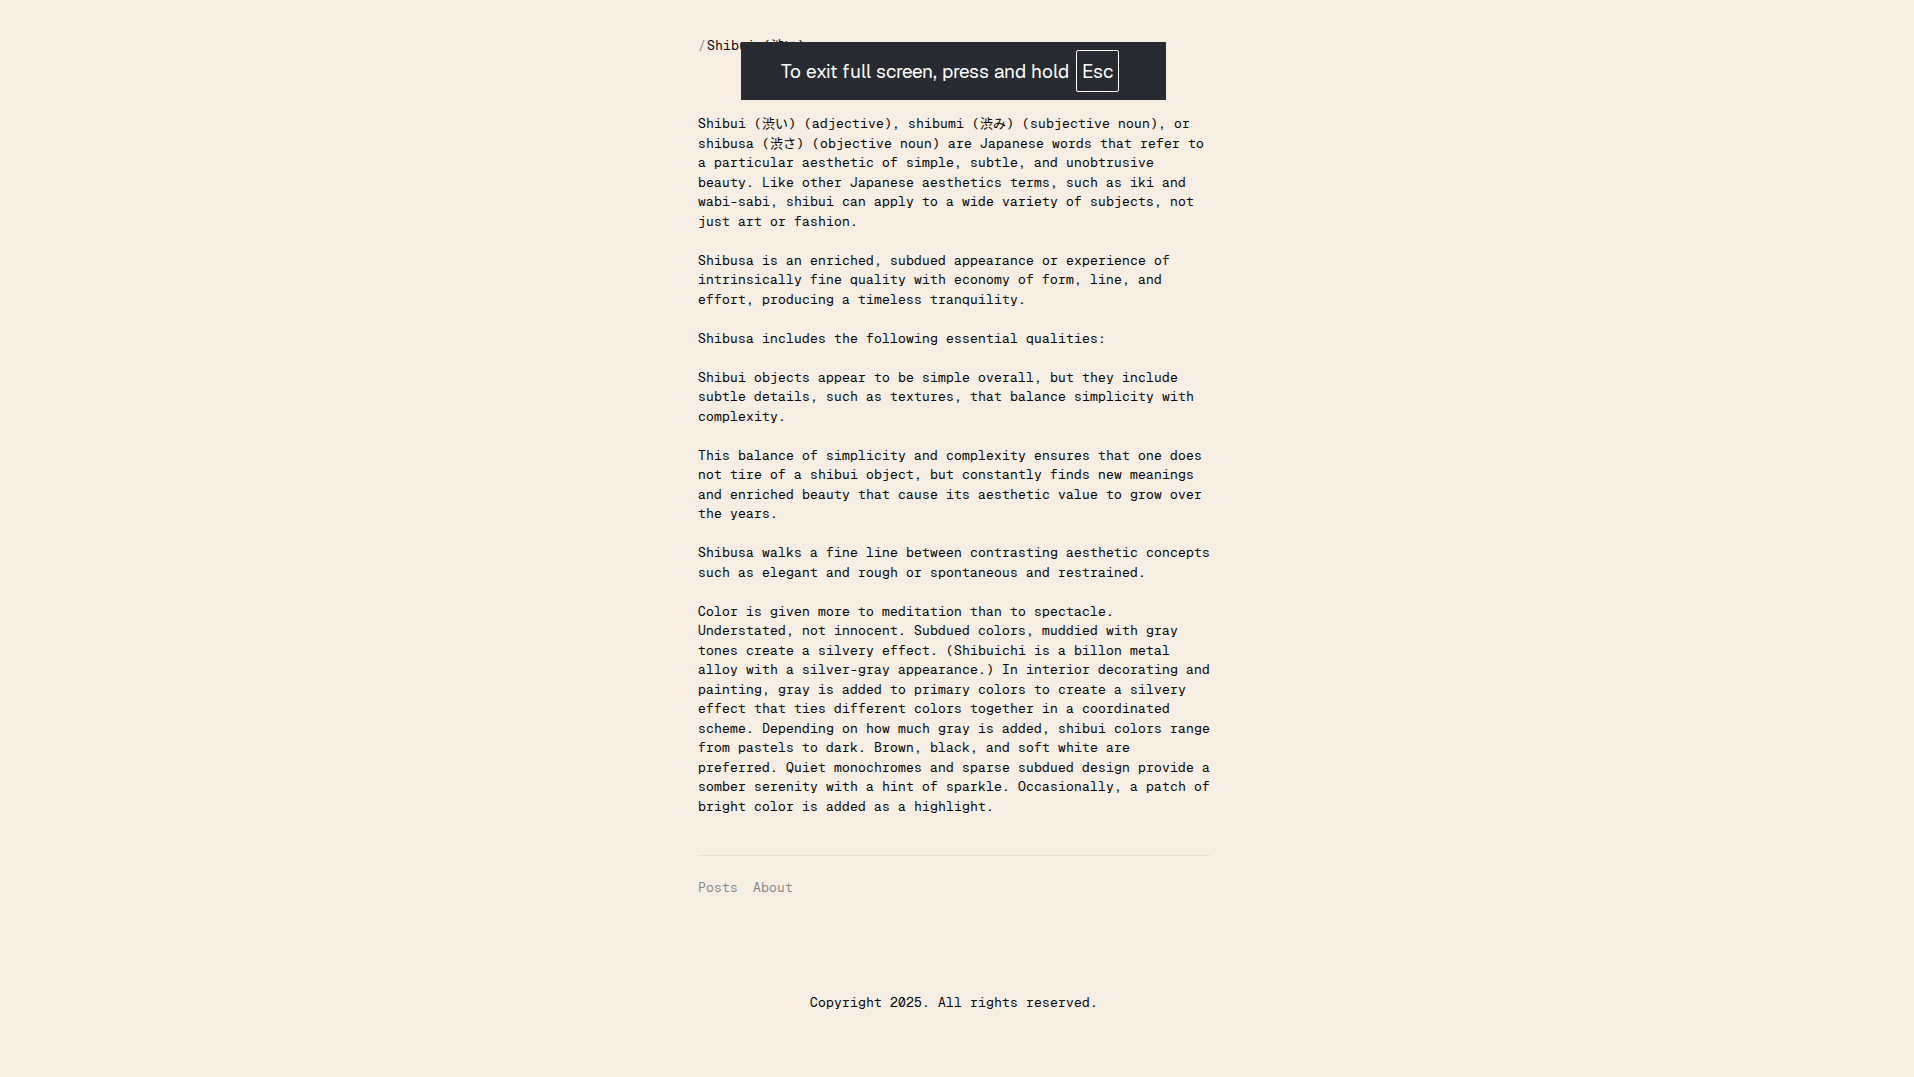 /Shibui
To exit full screen, press and hold Esc
Shibui (渋い) (adjective), shibumi (渋み) (subjective noun), or
shibusa (渋さ) (objective noun) are Japanese words that refer to
a particular aesthetic of simple, subtle, and unobtrusive
beauty. Like other Japanese aesthetics terms, such as iki and
wabi-sabi, shibui can apply to a wide variety of subjects, not
just art or fashion.
Shibusa is an enriched, subdued appearance or experience of
intrinsically fine quality with economy of form, line, and
effort, producing a timeless tranquility.
Shibusa includes the following essential qualities:
Shibui objects appear to be simple overall, but they include
subtle details, such as textures, that balance simplicity with
complexity.
This balance of simplicity and complexity ensures that one does
not tire of a shibui object, but constantly finds new meanings
and enriched beauty that cause its aesthetic value to grow over
the years.
Shibusa walks a fine line between contrasting aesthetic concepts
such as elegant and rough or spontaneous and restrained.
Color is given more to meditation than to spectacle.
Understated, not innocent. Subdued colors, muddied with gray
tones create a silvery effect. (Shibuichi is a billon metal
alloy with a silver-gray appearance.) In interior decorating and
painting, gray is added to primary colors to create a silvery
effect that ties different colors together in a coordinated
scheme. Depending on how much gray is added, shibui colors range
from pastels to dark. Brown, black, and soft white are
preferred. Quiet monochromes and sparse subdued design provide a
somber serenity with a hint of sparkle. Occasionally, a patch of
bright color is added as a highlight.
Posts About
Copyright 2025. All rights reserved.